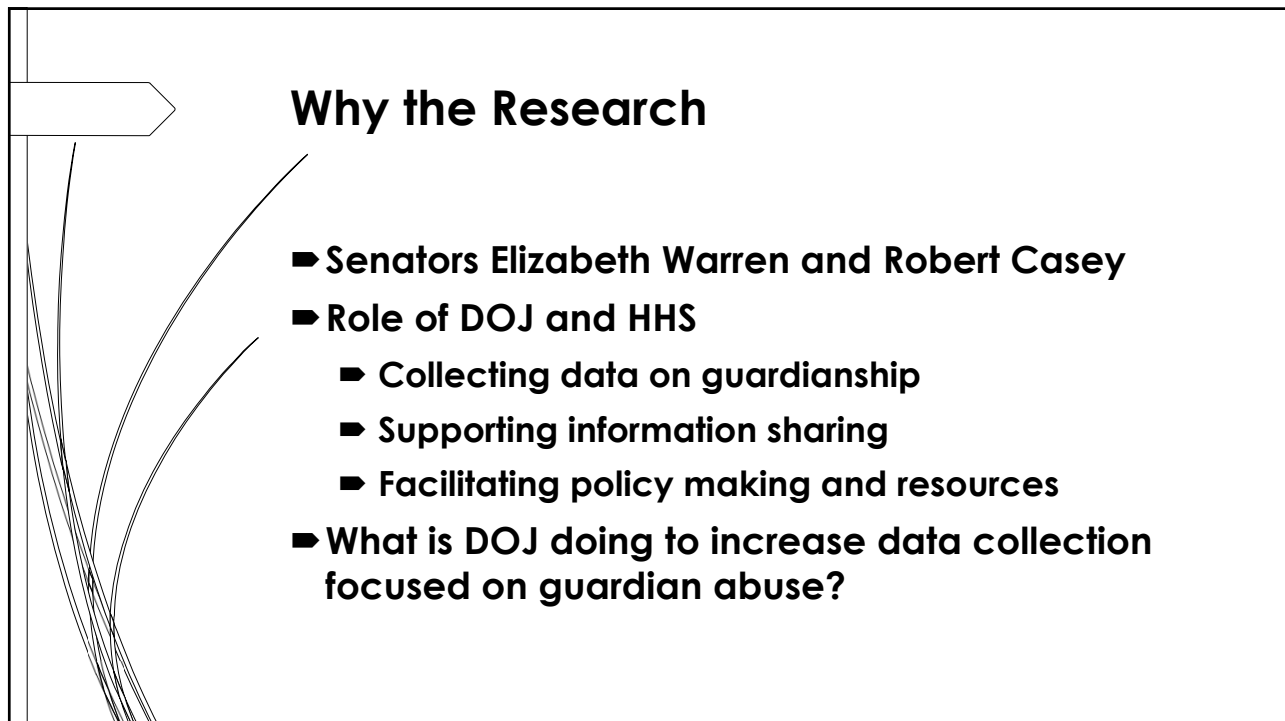 Why the Research
Senators Elizabeth Warren and Robert Casey
Role of DOJ and HHS
Collecting data on guardianship
Supporting information sharing
Facilitating policy making and resources
What is DOJ doing to increase data collection
focused on guardian abuse?